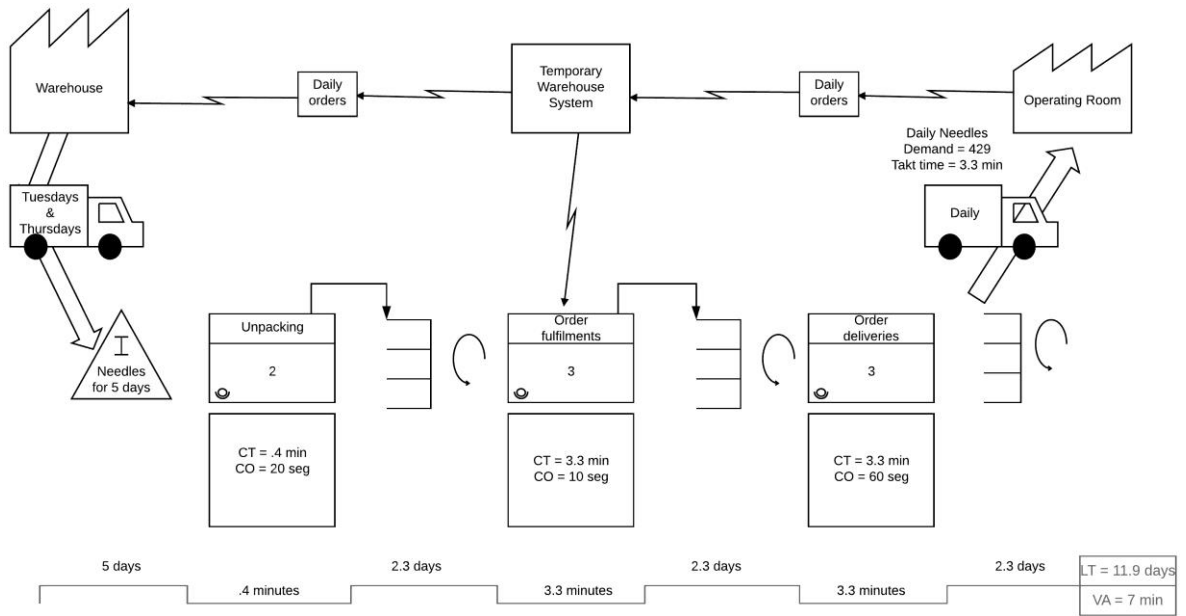 Warehouse
Daily
orders
Temporary
Warehouse
System
Daily
orders
Operating Room
Daily Needles
Demand = 429
Takt time = 3.3 min
Tuesdays
&
Thursdays
Daily
I
Needles
for 5 days
Unpacking
2
CT = .4 min
CO = 20 seg
Order
fulfilments
3
CT = 3.3 min
CO = 10 seg
Order
deliveries
3
CT = 3.3 min
CO = 60 seg
5 days
.4 minutes
2.3 days
3.3 minutes
2.3 days
3.3 minutes
2.3 days
LT = 11.9 days
VA = 7 min